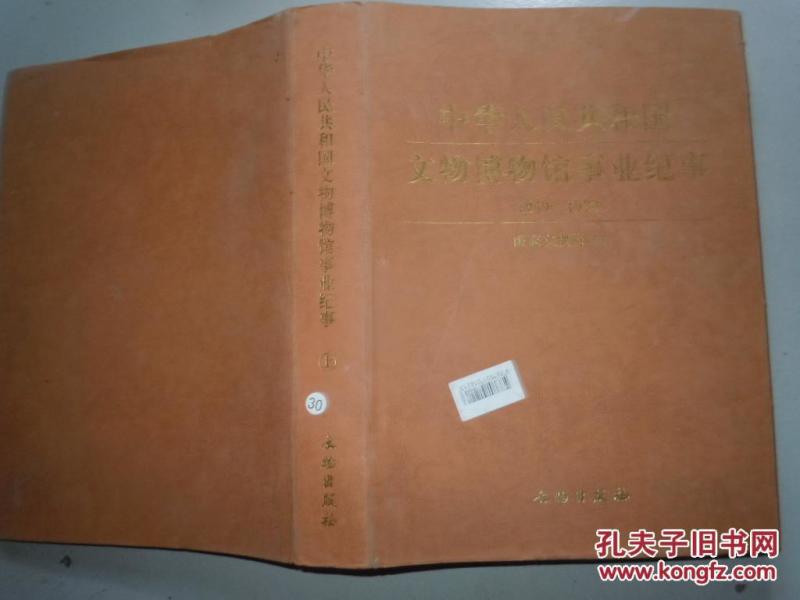 中华人民共和国文物博物馆事业纪事
(上)
30
文物出版社
中华人民共和国
文物博物馆事业纪事
文物出版社
孔夫子旧书网
www.kongfz.com